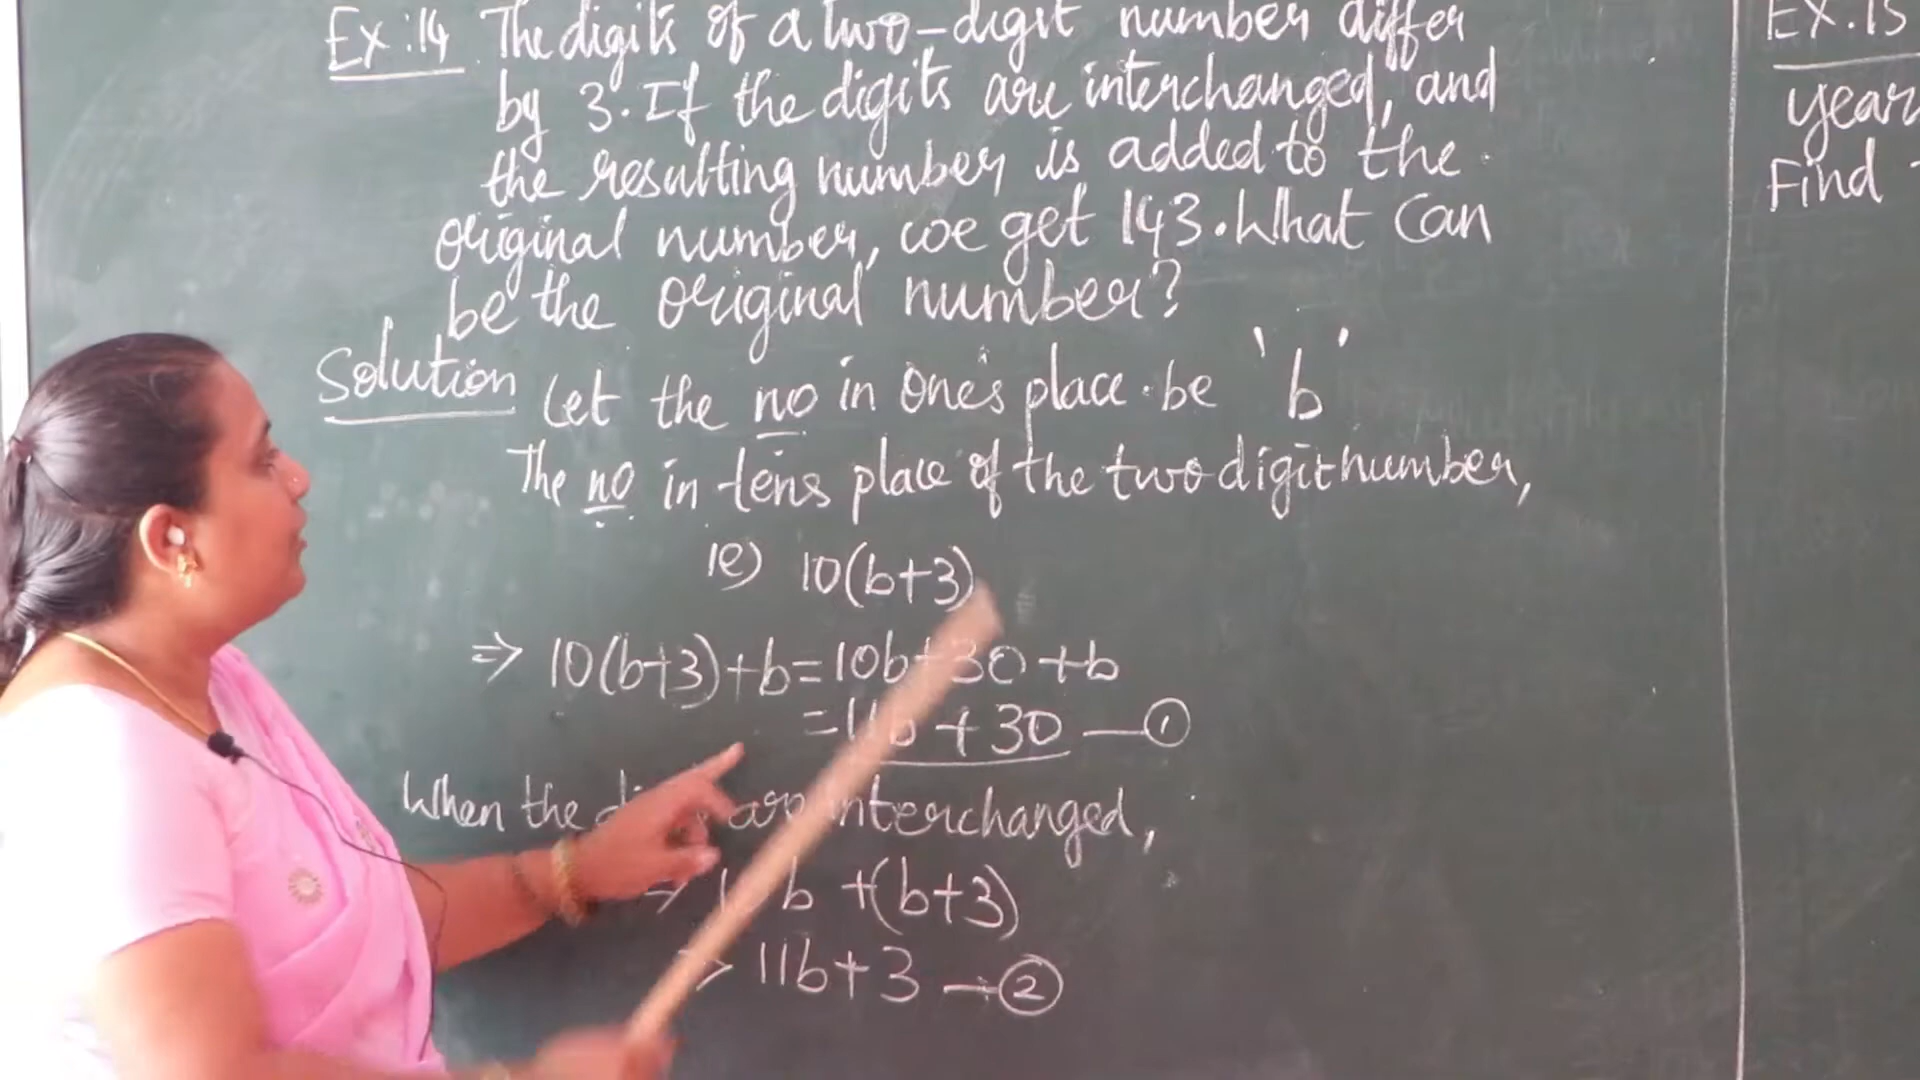 Ex:14 The digits of a two-digit number differ
by 3. If the digits are interchanged, and
the resulting number is added to the
original number, we get 143. What can
be the original number?
Solution Let the no in one's place be 'b'
The no in tens place of the two digit number,
ie) 10(b+3)
⇒ 10(b+3)+b=10b+30+b
=11b+30 — ①
When the are interchanged,
b +(b+3)
⇒ 11b+3 — ②
Ex.15
year
Find